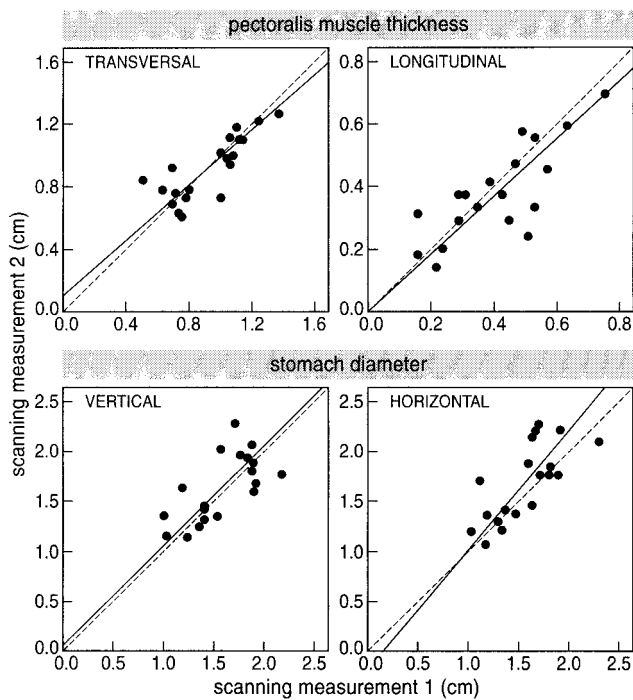 pectoralis muscle thickness
TRANSVERSAL
LONGITUDINAL
1.6
1.2
0.8
0.4
0.0
0.0 0.4 0.8 1.2 1.6
0.8
0.6
0.4
0.2
0.0
0.0 0.2 0.4 0.6 0.8
scanning measurement 2 (cm)
stomach diameter
VERTICAL
HORIZONTAL
2.5
2.0
1.5
1.0
0.5
0.0
0.0 0.5 1.0 1.5 2.0 2.5
2.5
2.0
1.5
1.0
0.5
0.0
0.0 0.5 1.0 1.5 2.0 2.5
scanning measurement 1 (cm)